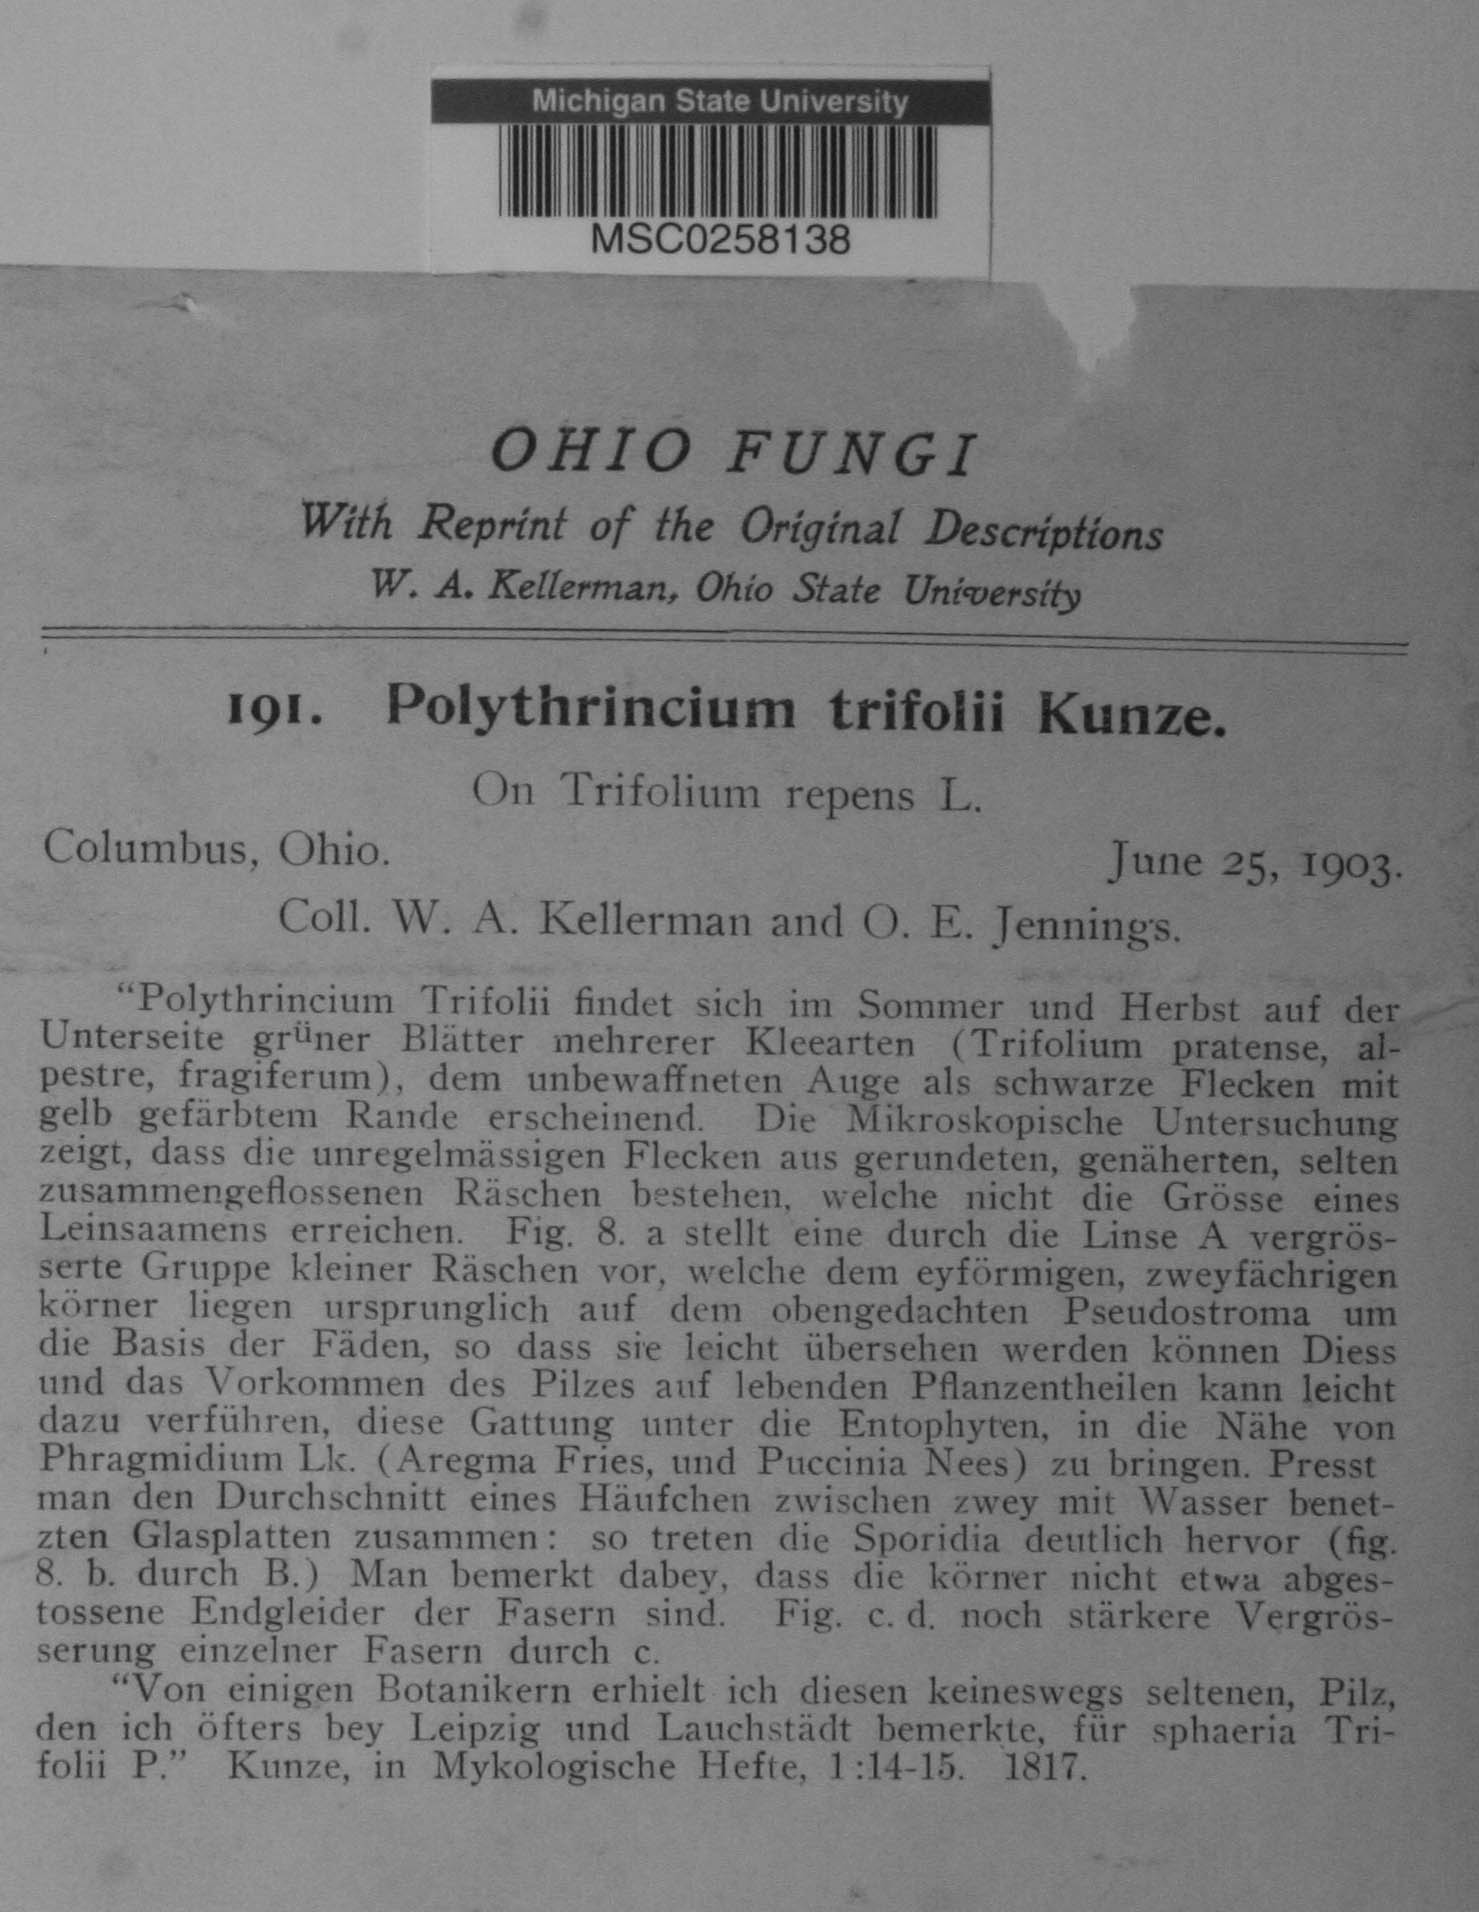 Michigan State University
MSC0258138
OHIO FUNGI
With Reprint of the Original Descriptions
W. A. Kellerman, Ohio State University
191. Polythrincium trifolii Kunze.
On Trifolium repens L.
Columbus, Ohio. June 25, 1903.
Coll. W. A. Kellerman and O. E. Jennings.
“Polythrincium Trifolii findet sich im Sommer und Herbst auf der
Unterseite grüner Blätter mehrerer Kleearten (Trifolium pratense, al-
pestre, fragiferum), dem unbewaffneten Auge als schwarze Flecken mit
gelb gefärbtem Rande erscheinend. Die Mikroskopische Untersuchung
zeigt, dass die unregelmässigen Flecken aus gerundeten, genäherten, selten
zusammengeflossenen Räschen bestehen, welche nicht die Grösse eines
Leinsaamens erreichen. Fig. 8. a stellt eine durch die Linse A vergrös-
serte Gruppe kleiner Räschen vor, welche dem eyförmigen, zweyfächrigen
körner liegen ursprunglich auf dem obengedachten Pseudostroma um
die Basis der Fäden, so dass sie leicht übersehen werden können Diess
und das Vorkommen des Pilzes auf lebenden Pflanzentheilen kann leicht
dazu verführen, diese Gattung unter die Entophyten, in die Nähe von
Phragmidium Lk. (Aregma Fries, und Puccinia Nees) zu bringen. Presst
man den Durchschnitt eines Häufchen zwischen zwey mit Wasser benet-
zten Glasplatten zusammen: so treten die Sporidia deutlich hervor (fig.
8. b. durch B.) Man bemerkt dabey, dass die körner nicht etwa abges-
tossene Endgleider der Fasern sind. Fig. c. d. noch stärkere Vergrös-
serung einzelner Fasern durch c.
“Von einigen Botanikern erhielt ich diesen keineswegs seltenen, Pilz,
den ich öfters bey Leipzig und Lauchstädt bemerkte, für sphaeria Tri-
folii P.” Kunze, in Mykologische Hefte, 1:14-15. 1817.